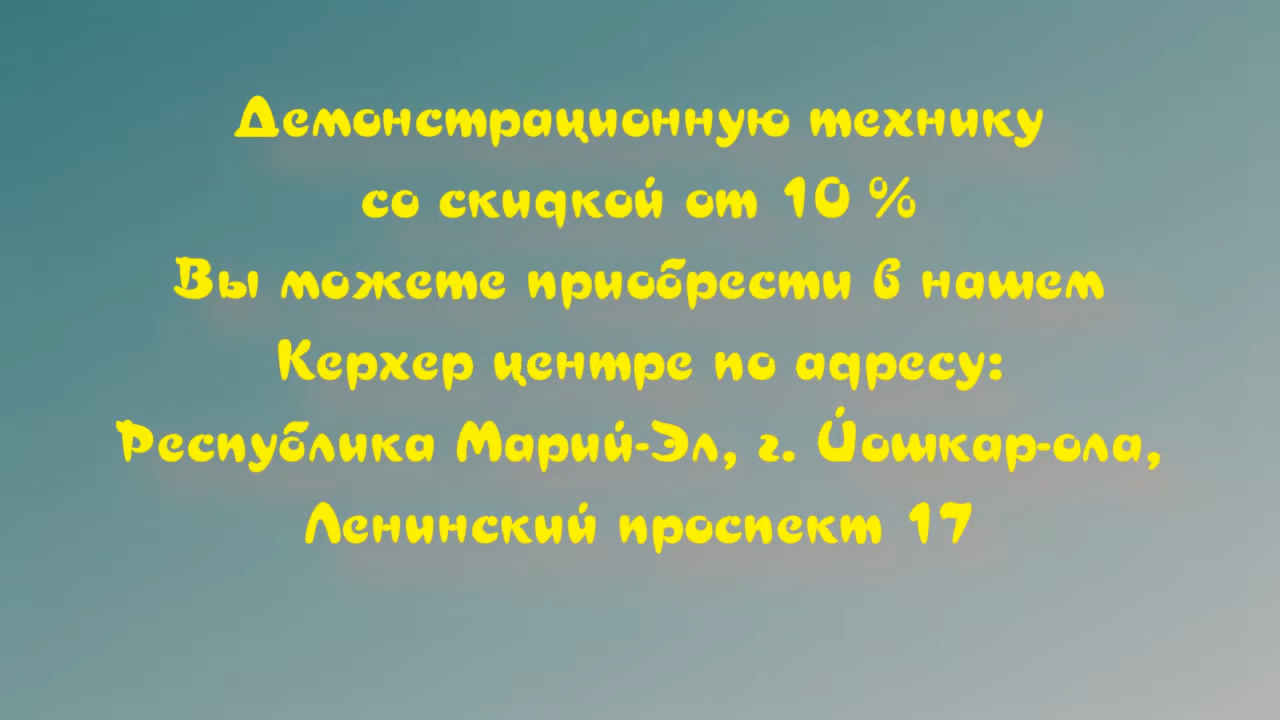 Демонстрационную технику
со скидкой от 10 %
Вы можете приобрести в нашем
Керхер центре по адресу:
Республика Марий-Эл, г. Йошкар-ола,
Ленинский проспект 17